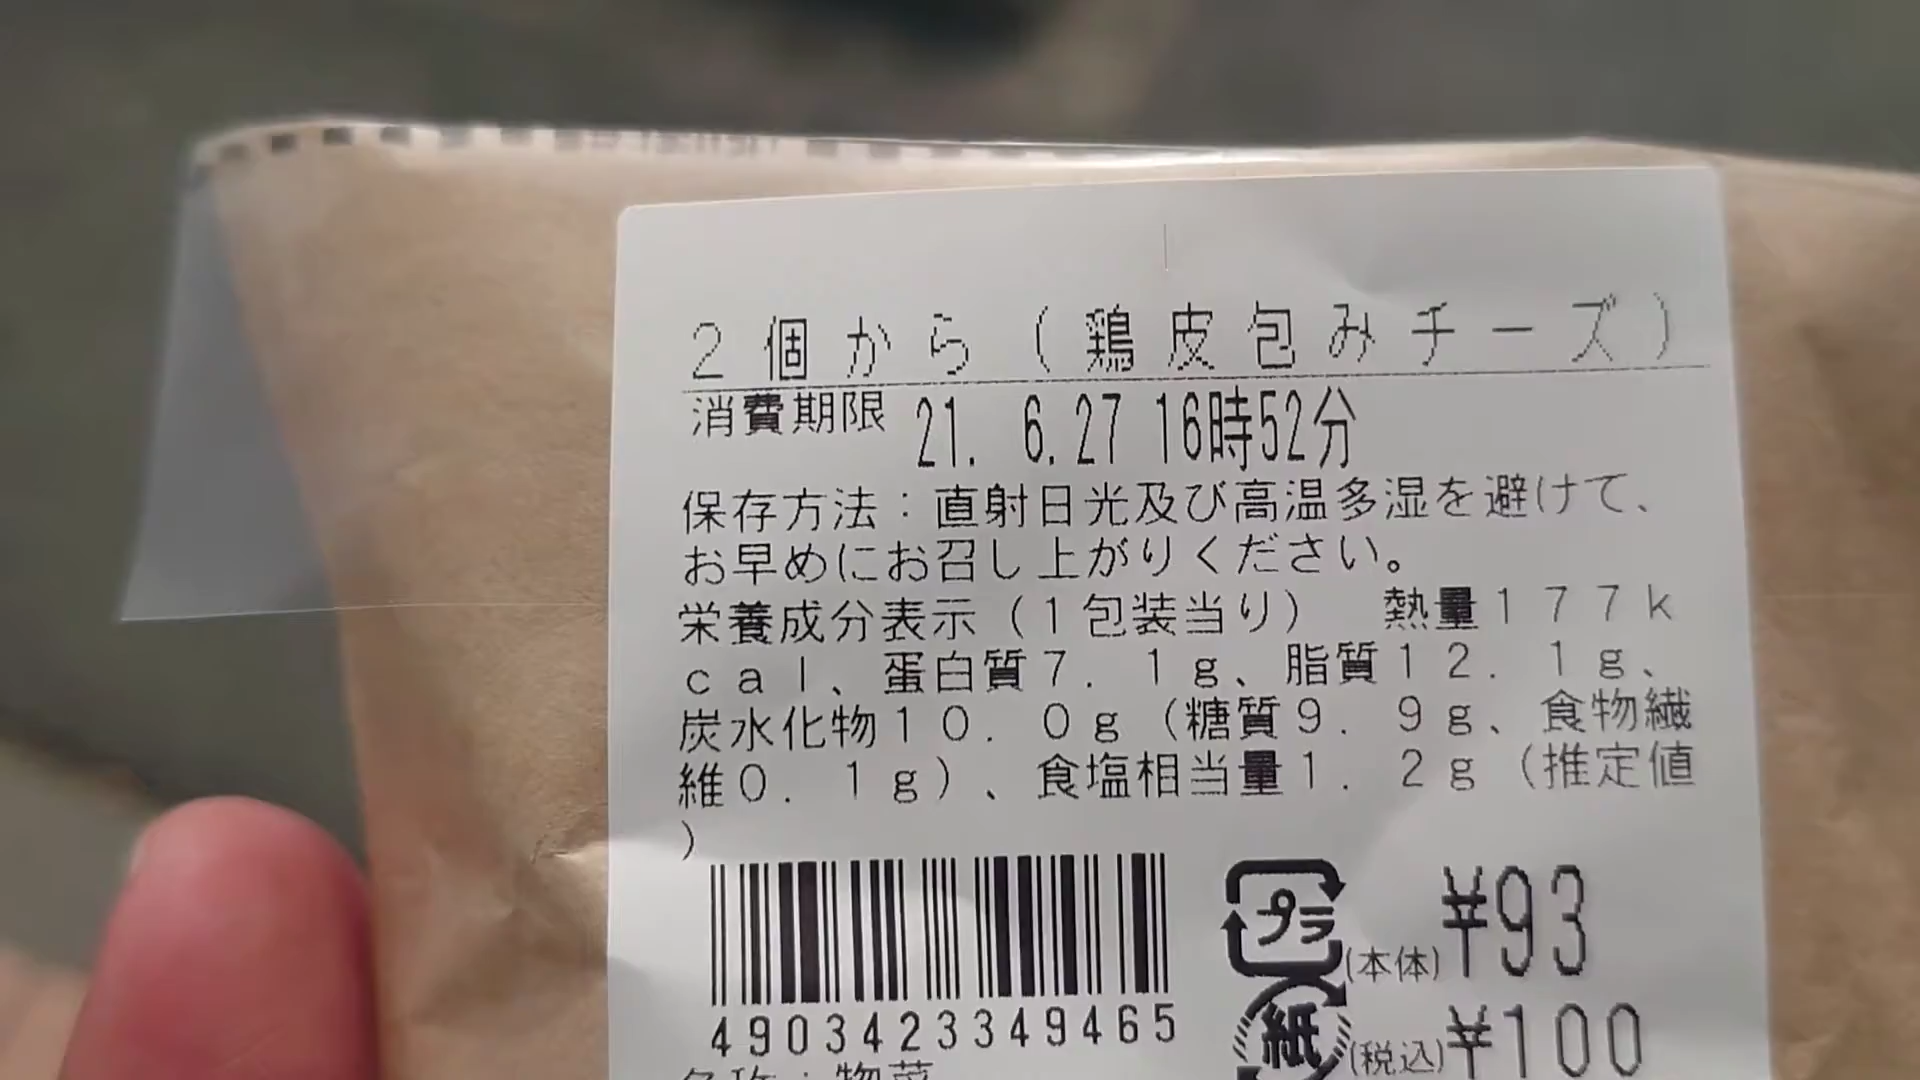 2個から(鶏皮包みチーズ)
消費期限 21. 6.27 16時52分
保存方法:直射日光及び高温多湿を避けて、
お早めにお召し上がりください。
栄養成分表示(1包装当り) 熱量177k
cal、蛋白質7.1g、脂質12.1g、
炭水化物10.0g(糖質9.9g、食物繊
維0.1g)、食塩相当量1.2g(推定値
)
プラ
(本体)¥93
4903423349465
紙
(税込)¥100
名称:惣菜